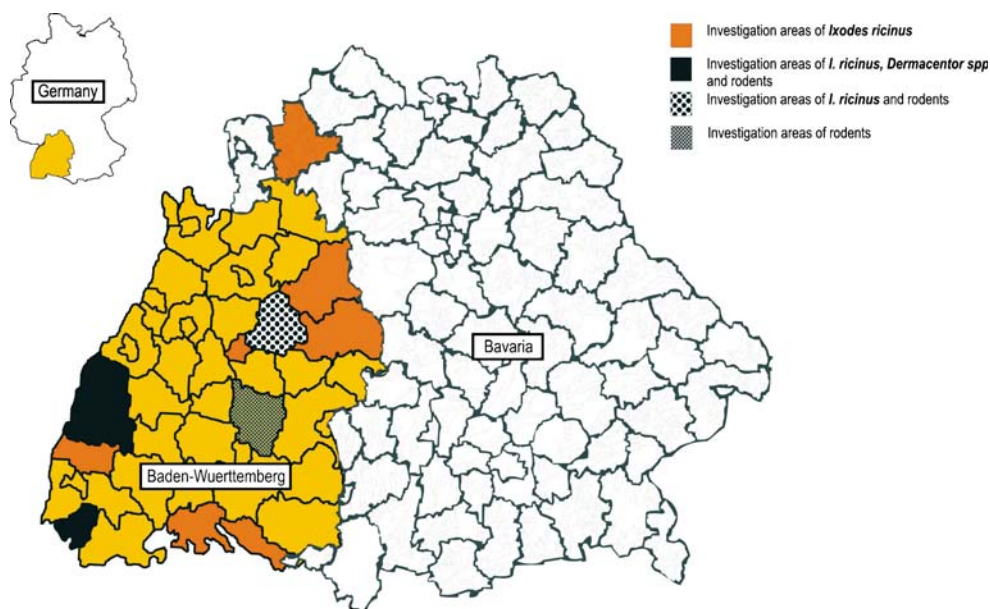 Germany
Investigation areas of Ixodes ricinus
Investigation areas of I. ricinus, Dermacentor spp
and rodents
Investigation areas of I. ricinus and rodents
Investigation areas of rodents
Bavaria
Baden-Wuerttemberg